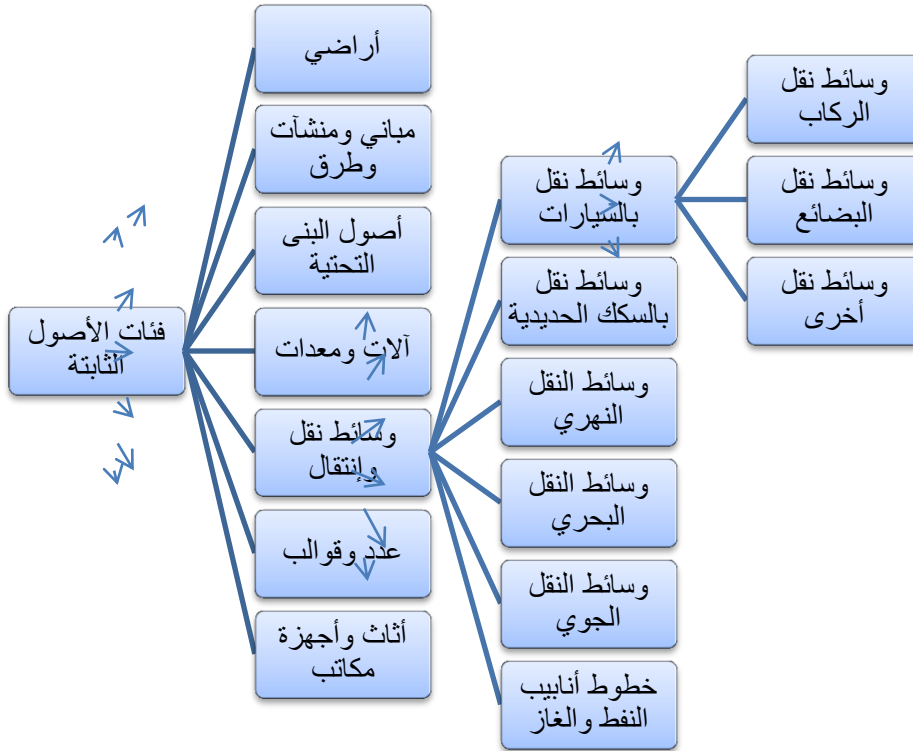 فئات الأصول
الثابتة
أراضي
مباني ومنشآت
وطرق
أصول البنى
التحتية
آلات ومعدات
وسائط نقل
وإنتقال
عدد وقوالب
أثاث وأجهزة
مكاتب
وسائط نقل
بالسيارات
وسائط نقل
بالسكك الحديدية
وسائط النقل
النهري
وسائط النقل
البحري
وسائط النقل
الجوي
خطوط أنابيب
النفط والغاز
وسائط نقل
الركاب
وسائط نقل
البضائع
وسائط نقل
أخرى